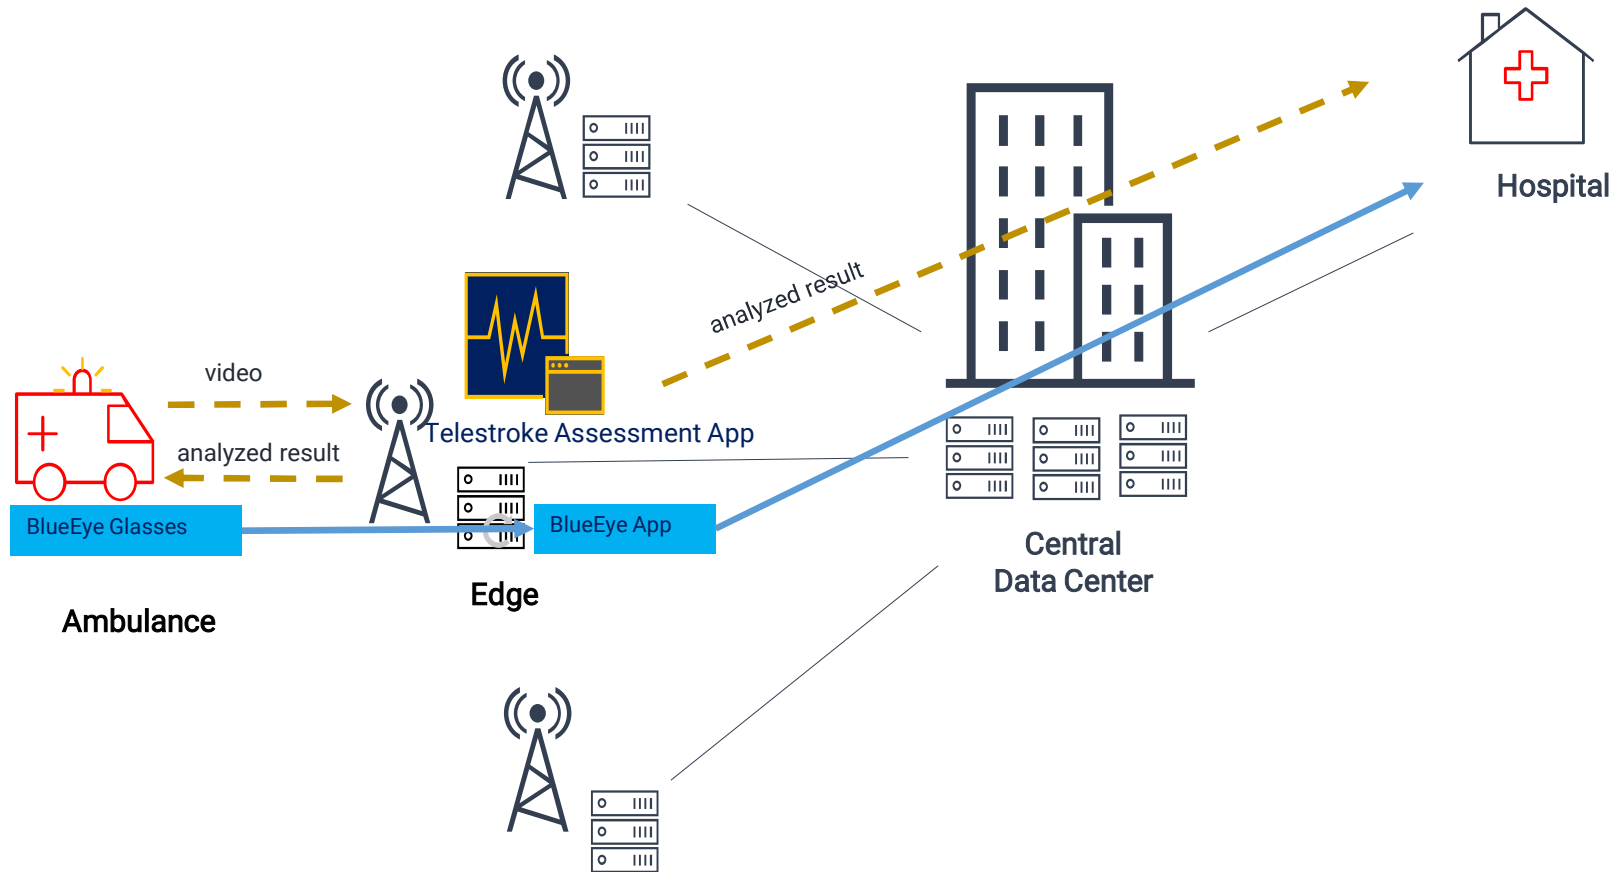 Hospital
analyzed result
video
analyzed result
Telestroke Assessment App
BlueEye Glasses
BlueEye App
Central
Data Center
Edge
Ambulance